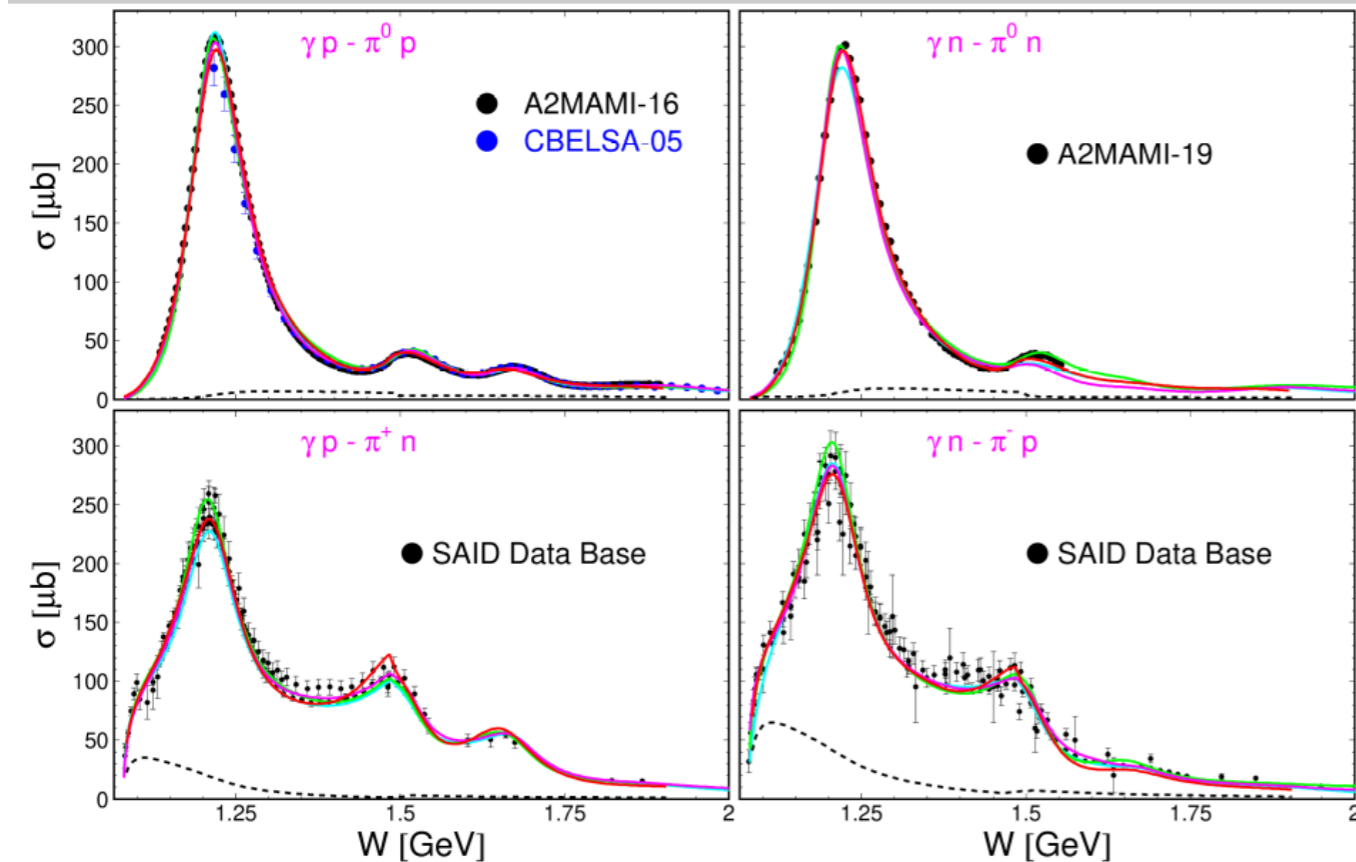 γ p - π⁰ p
γ n - π⁰ n
A2MAMI-16
CBELSA-05
A2MAMI-19
σ [μb]
300
250
200
150
100
50
0
γ p - π⁺ n
γ n - π⁻ p
SAID Data Base
SAID Data Base
σ [μb]
300
250
200
150
100
50
0
1.25 1.5 1.75 2
1.25 1.5 1.75 2
W [GeV]
W [GeV]